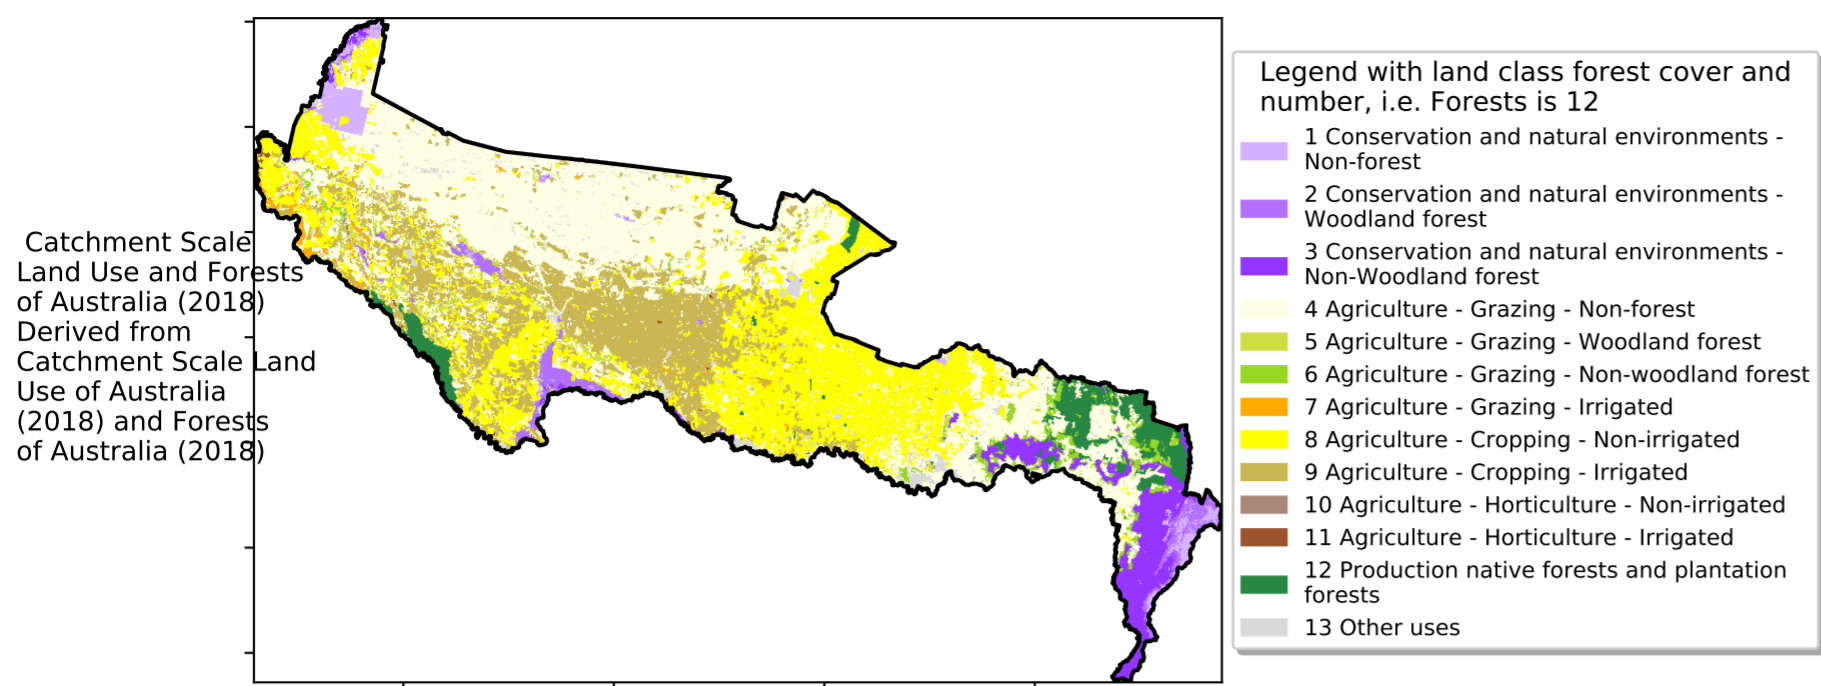 Catchment Scale
Land Use and Forests
of Australia (2018)
Derived from
Catchment Scale Land
Use of Australia
(2018) and Forests
of Australia (2018)
Legend with land class forest cover and
number, i.e. Forests is 12
1 Conservation and natural environments -
Non-forest
2 Conservation and natural environments -
Woodland forest
3 Conservation and natural environments -
Non-Woodland forest
4 Agriculture - Grazing - Non-forest
5 Agriculture - Grazing - Woodland forest
6 Agriculture - Grazing - Non-woodland forest
7 Agriculture - Grazing - Irrigated
8 Agriculture - Cropping - Non-irrigated
9 Agriculture - Cropping - Irrigated
10 Agriculture - Horticulture - Non-irrigated
11 Agriculture - Horticulture - Irrigated
12 Production native forests and plantation
forests
13 Other uses